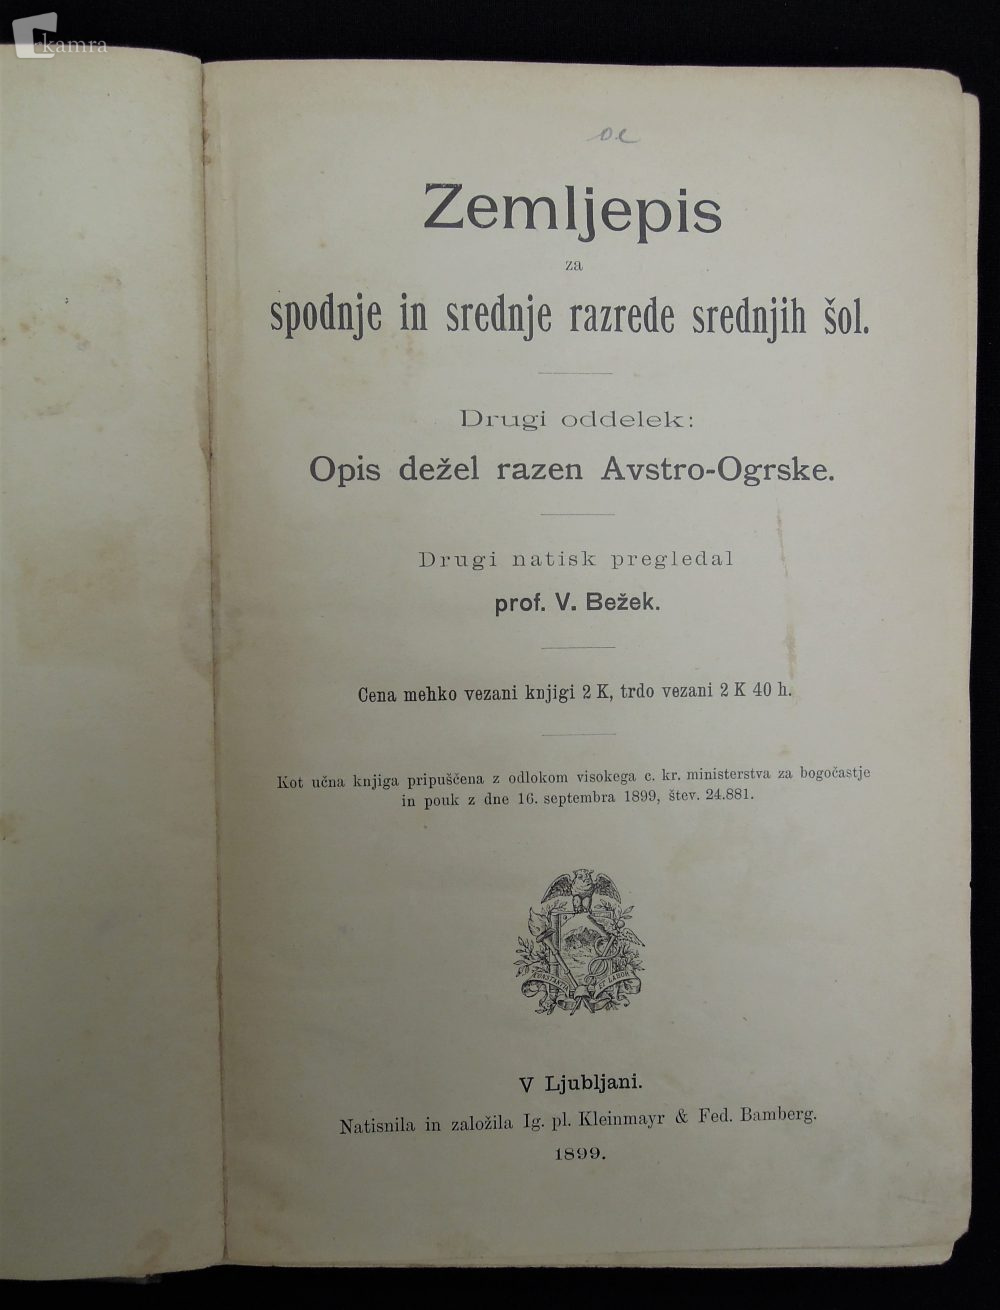 kamra
Zemljepis
za
spodnje in srednje razrede srednjih šol.
Drugi oddelek:
Opis dežel razen Avstro-Ogrske.
Drugi natisk pregledal
prof. V. Bežek.
Cena mehko vezani knjigi 2 K, trdo vezani 2 K 40 h.
Kot učna knjiga pripuščena z odlokom visokega c. kr. ministerstva za bogočastje
in pouk z dne 16. septembra 1899, štev. 24.881.
CONSTANTIA ET LABOR
V Ljubljani.
Natisnila in založila Ig. pl. Kleinmayr & Fed. Bamberg.
1899.